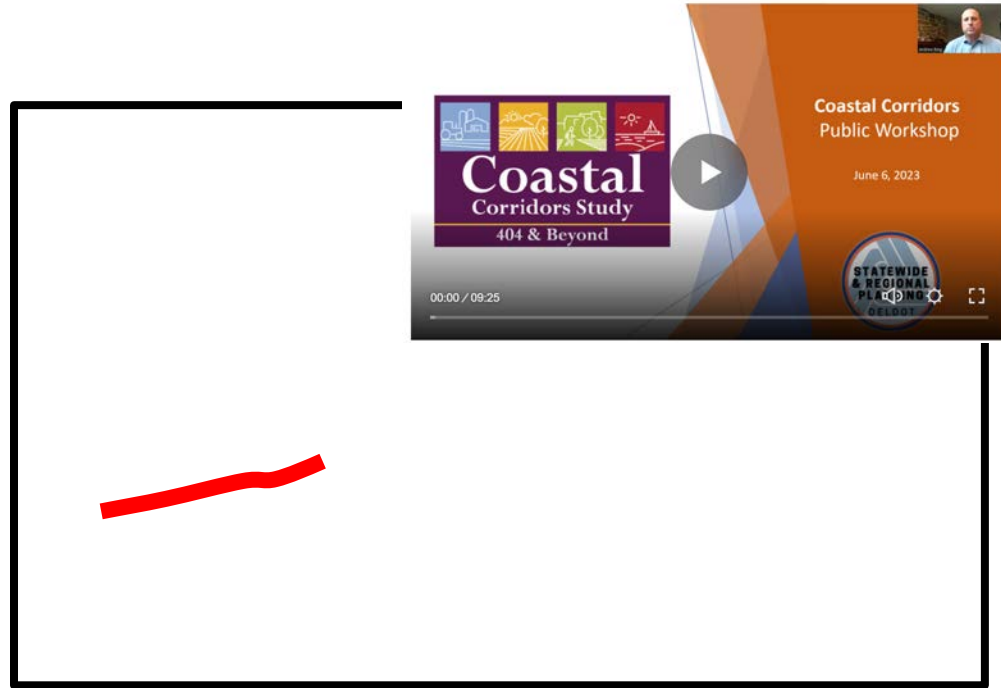 Coastal
Corridors Study
404 & Beyond
Coastal Corridors
Public Workshop
June 6, 2023
STATEWIDE
& REGIONAL
PLANNING
DELDOT
00:00 / 09:25